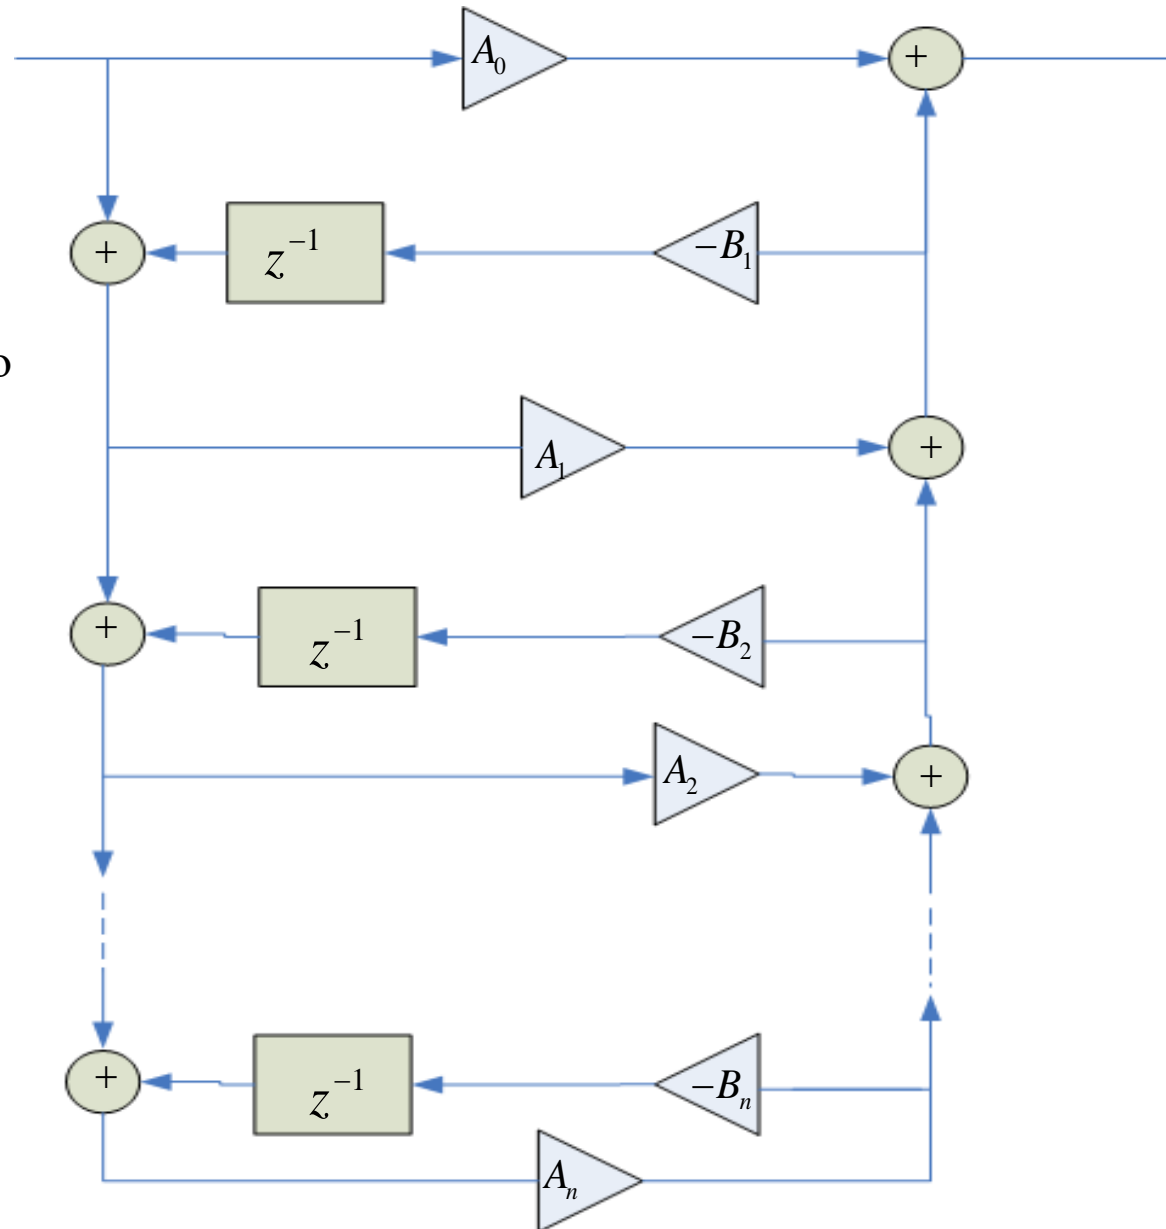 A₀ +
+ z⁻¹ −B₁
o
A₁ +
+ z⁻¹ −B₂
A₂ +
+ z⁻¹ −Bₙ
Aₙ